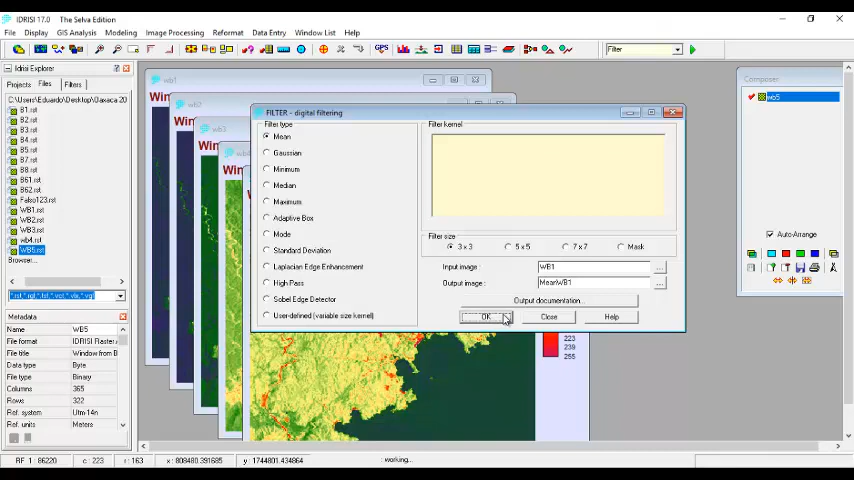 IDRISI 17.0 The Selva Edition
File Display GIS Analysis Modeling Image Processing Reformat Data Entry Window List Help
GPS
Filter
Idrisi Explorer
Projects Files Filters
C:\Users\Eduardo\Desktop\Oaxaca 20
B1.rst
B2.rst
B3.rst
B4.rst
B5.rst
B7.rst
B8.rst
B61.rst
B62.rst
Falso123.rst
WB1.rst
WB2.rst
WB3.rst
wb4.rst
WB5.rst
Browse...
Metadata
Name WB5
File format IDRISI Raster
File title Window from B
Data type Byte
File type Binary
Columns 365
Rows 322
Ref. system Utm-14n
Ref. units Meters
wb1
Win
wb2
Win
wb3
Win
Win
FILTER - digital filtering
Filter type
Mean
Gaussian
Minimum
Median
Maximum
Adaptive Box
Mode
Standard Deviation
Laplacian Edge Enhancement
High Pass
Sobel Edge Detector
User-defined (variable size kernel)
Filter kernel
Filter size
3 x 3 5 x 5 7 x 7 Mask
Input image : WB1 ...
Output image : MeanWB1 ...
Output documentation...
OK Close Help
223
239
255
Composer
wb5
Auto-Arrange
RF 1 : 86220 c : 223 r : 163 x : 808480.391685 y : 1744801.434864 : working..